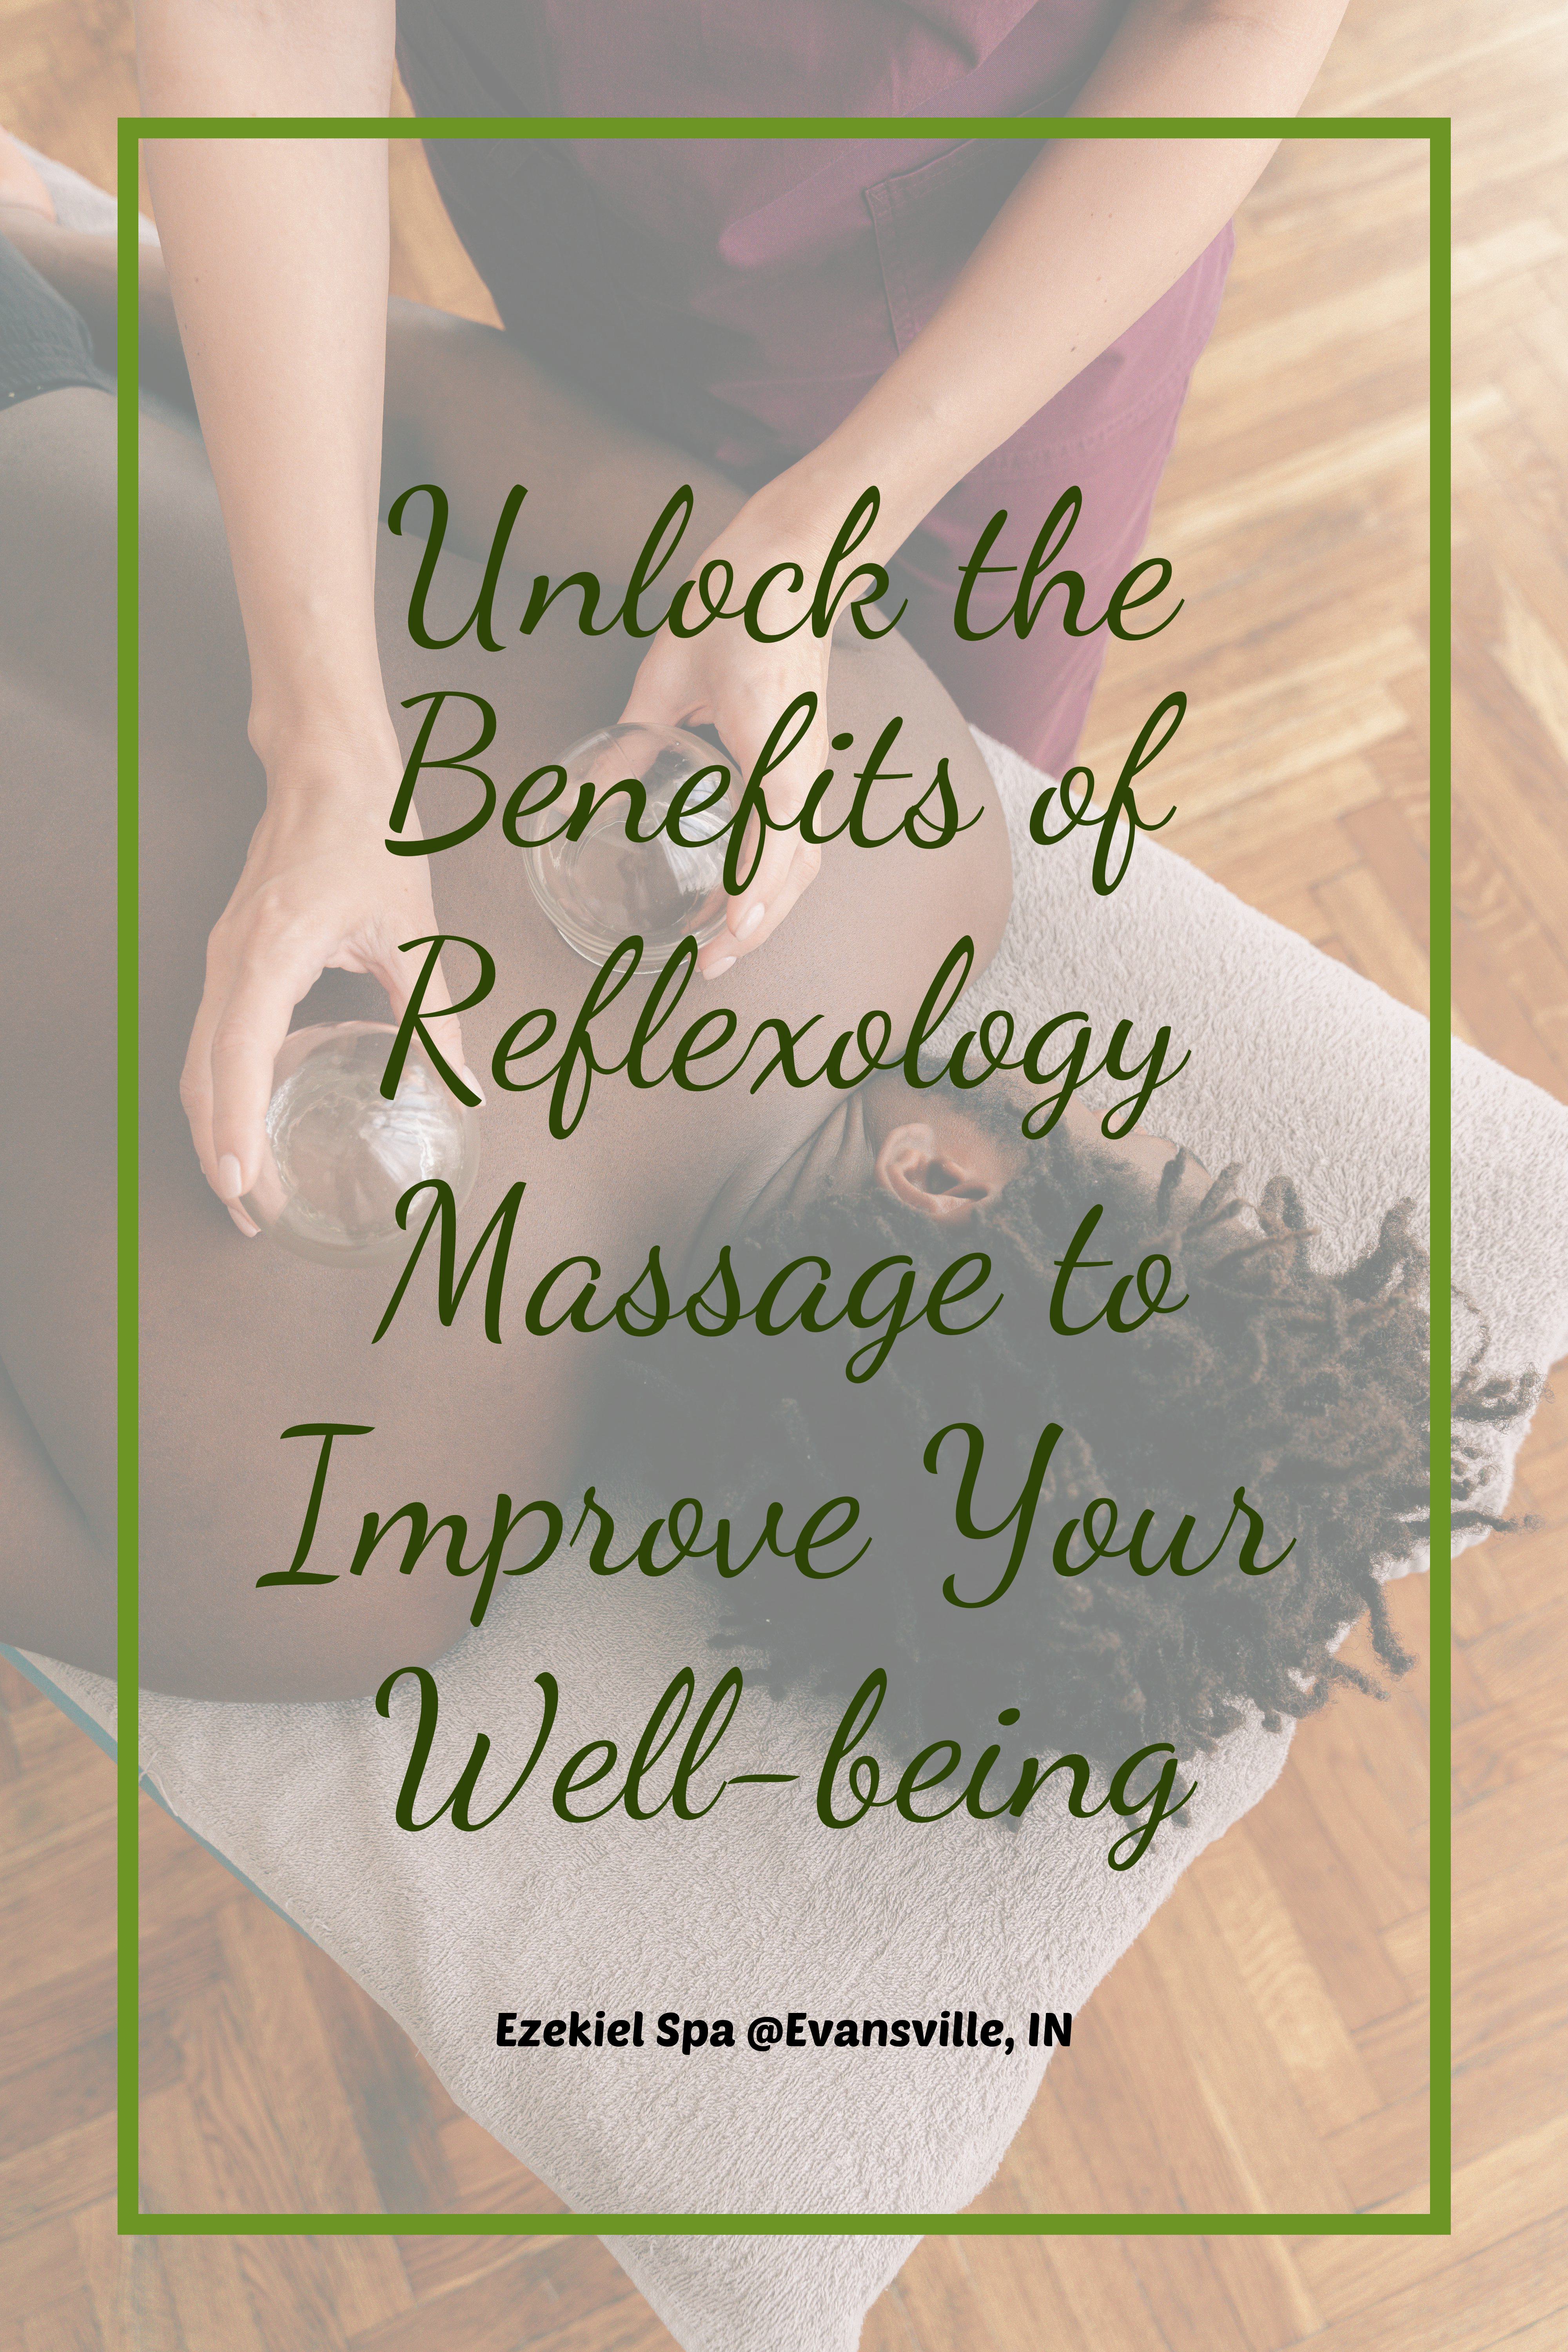 Unlock the
Benefits of
Reflexology
Massage to
Improve Your
Well-being
Ezekiel Spa @Evansville, IN